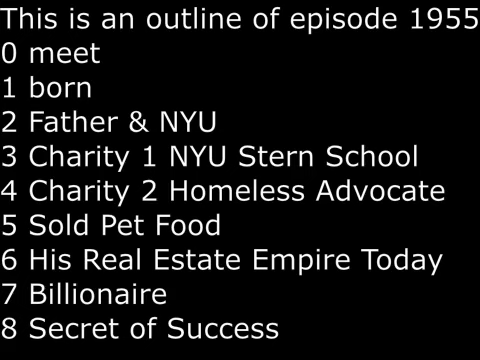 This is an outline of episode 1955
0 meet
1 born
2 Father & NYU
3 Charity 1 NYU Stern School
4 Charity 2 Homeless Advocate
5 Sold Pet Food
6 His Real Estate Empire Today
7 Billionaire
8 Secret of Success